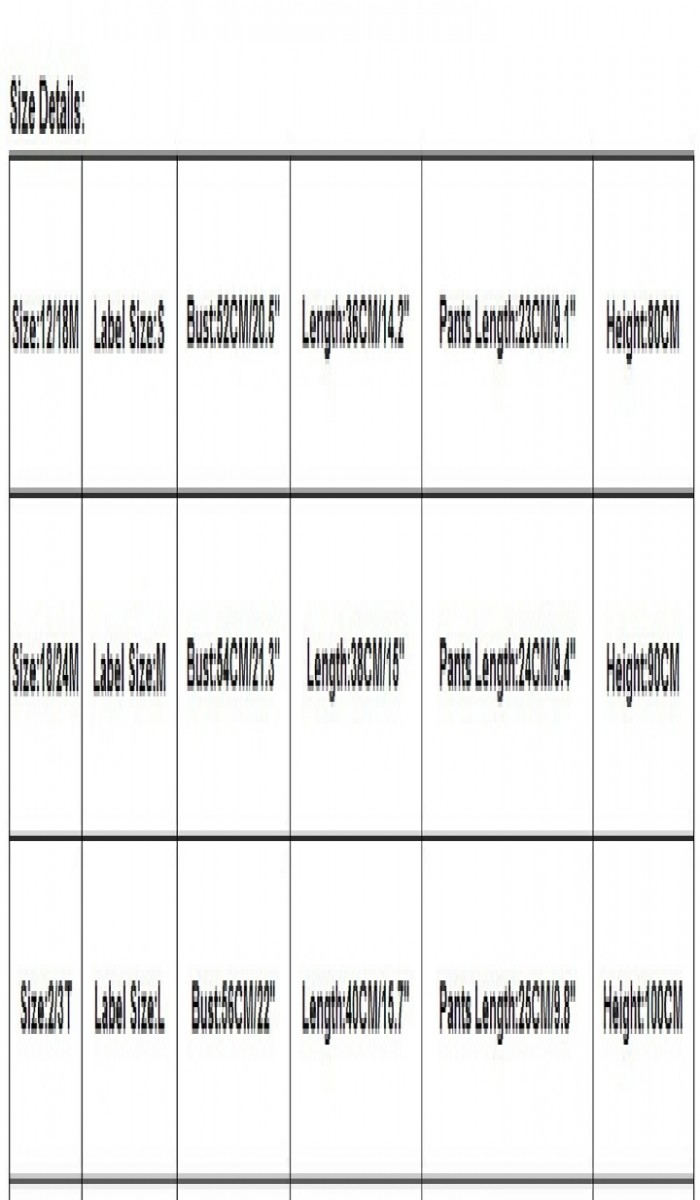 Size Details:
Size:12/18M Label Size:S Bust:52CM/20.5" Length:36CM/14.2" Pants Length:23CM/9.1" Height:80CM
Size:18/24M Label Size:M Bust:54CM/21.3" Length:38CM/15" Pants Length:24CM/9.4" Height:90CM
Size:2/3T Label Size:L Bust:56CM/22" Length:40CM/15.7" Pants Length:25CM/9.8" Height:100CM